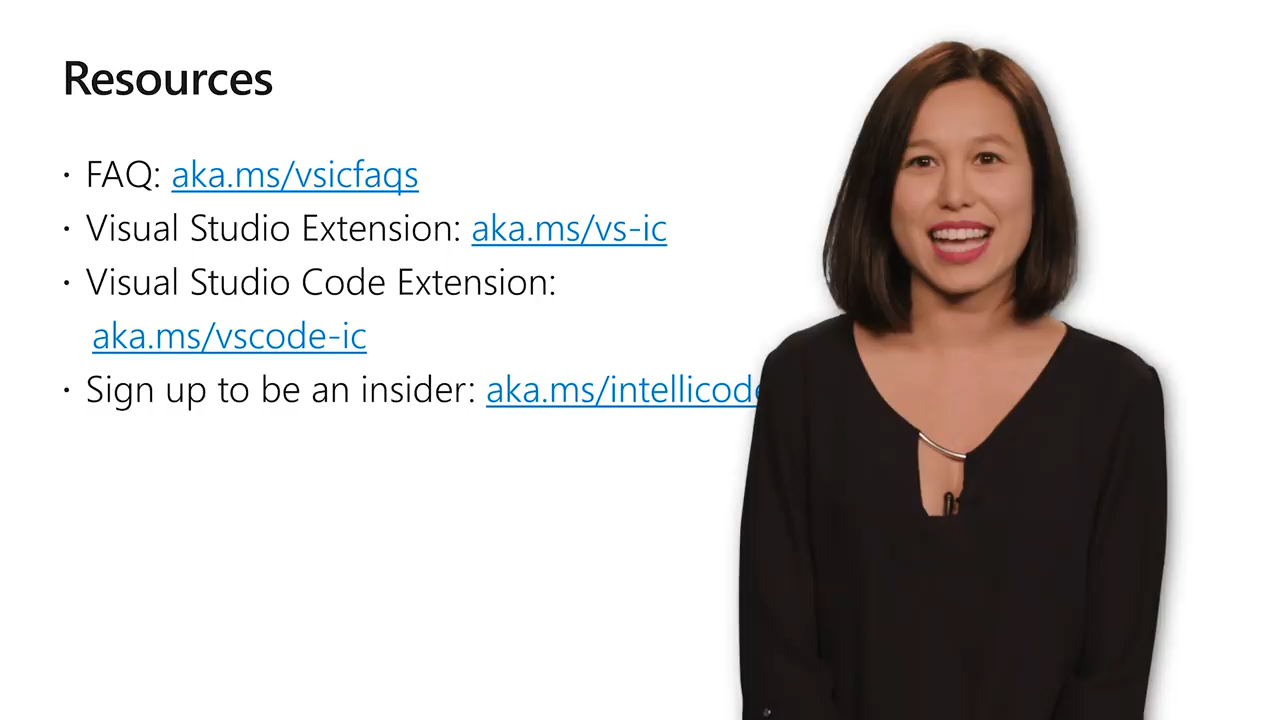 Resources
· FAQ: aka.ms/vsicfaqs
· Visual Studio Extension: aka.ms/vs-ic
· Visual Studio Code Extension:
aka.ms/vscode-ic
· Sign up to be an insider: aka.ms/intellicode